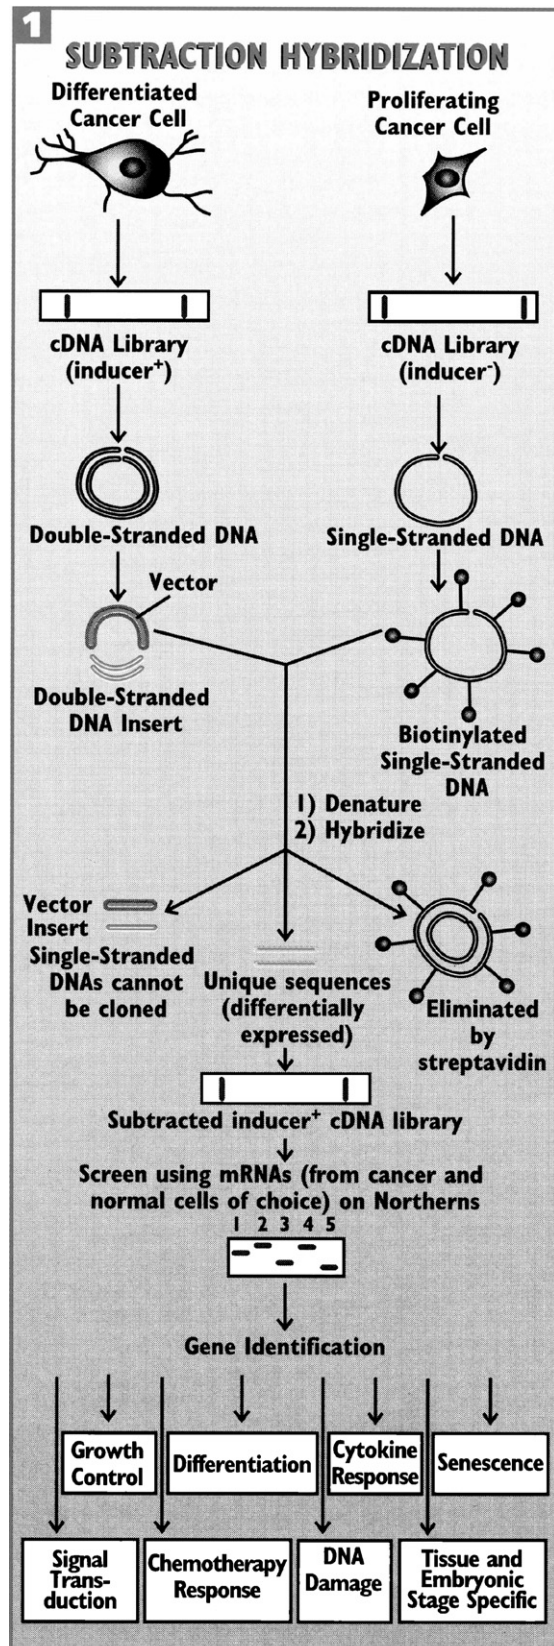 1
SUBTRACTION HYBRIDIZATION
Differentiated
Cancer Cell
Proliferating
Cancer Cell
cDNA Library
(inducer⁺)
cDNA Library
(inducer⁻)
Double-Stranded DNA
Single-Stranded DNA
Vector
Double-Stranded
DNA Insert
Biotinylated
Single-Stranded
DNA
1) Denature
2) Hybridize
Vector
Insert
Single-Stranded
DNAs cannot
be cloned
Unique sequences
(differentially
expressed)
Eliminated
by
streptavidin
Subtracted inducer⁺ cDNA library
Screen using mRNAs (from cancer and
normal cells of choice) on Northerns
1 2 3 4 5
Gene Identification
Growth
Control
Differentiation
Cytokine
Response
Senescence
Signal
Trans-
duction
Chemotherapy
Response
DNA
Damage
Tissue and
Embryonic
Stage Specific